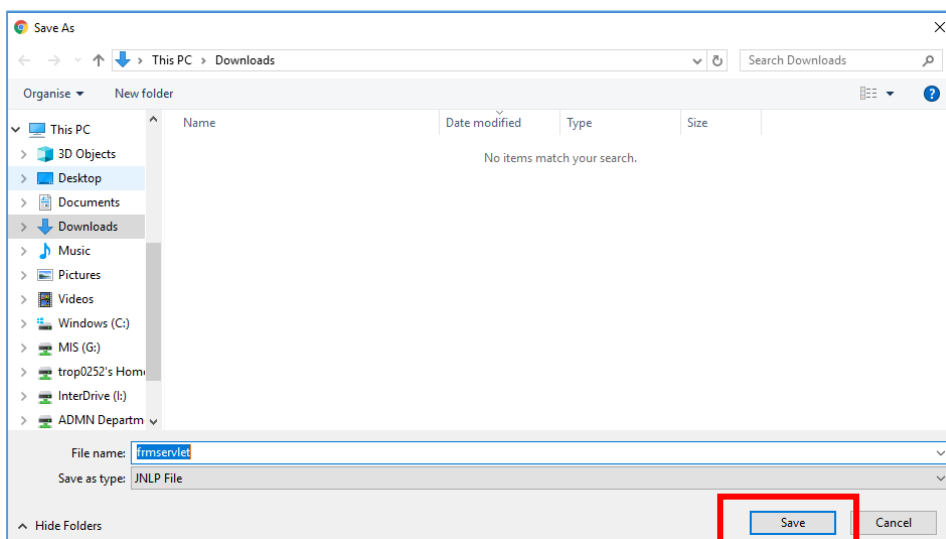 Save As
This PC > Downloads
Search Downloads
Organise
New folder
?
Name Date modified Type Size
No items match your search.
This PC
3D Objects
Desktop
Documents
Downloads
Music
Pictures
Videos
Windows (C:)
MIS (G:)
trop0252's Hom
InterDrive (I:)
ADMN Departm
File name: frmservlet
Save as type: JNLP File
Hide Folders
Save
Cancel